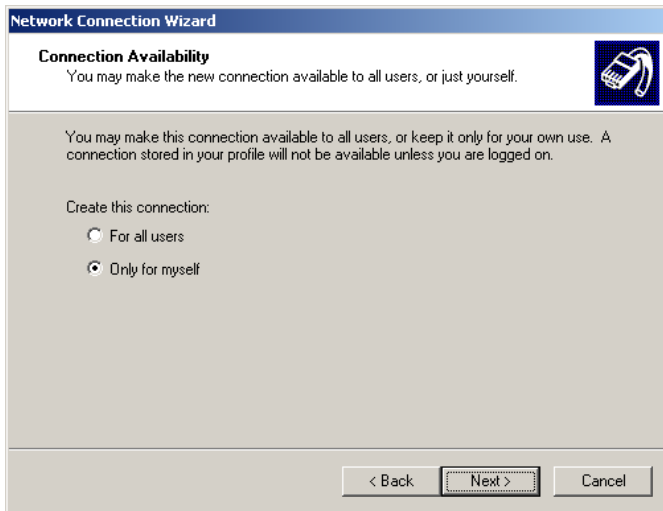 Network Connection Wizard
Connection Availability
You may make the new connection available to all users, or just yourself.
You may make this connection available to all users, or keep it only for your own use. A
connection stored in your profile will not be available unless you are logged on.
Create this connection:
For all users
Only for myself
< Back Next > Cancel